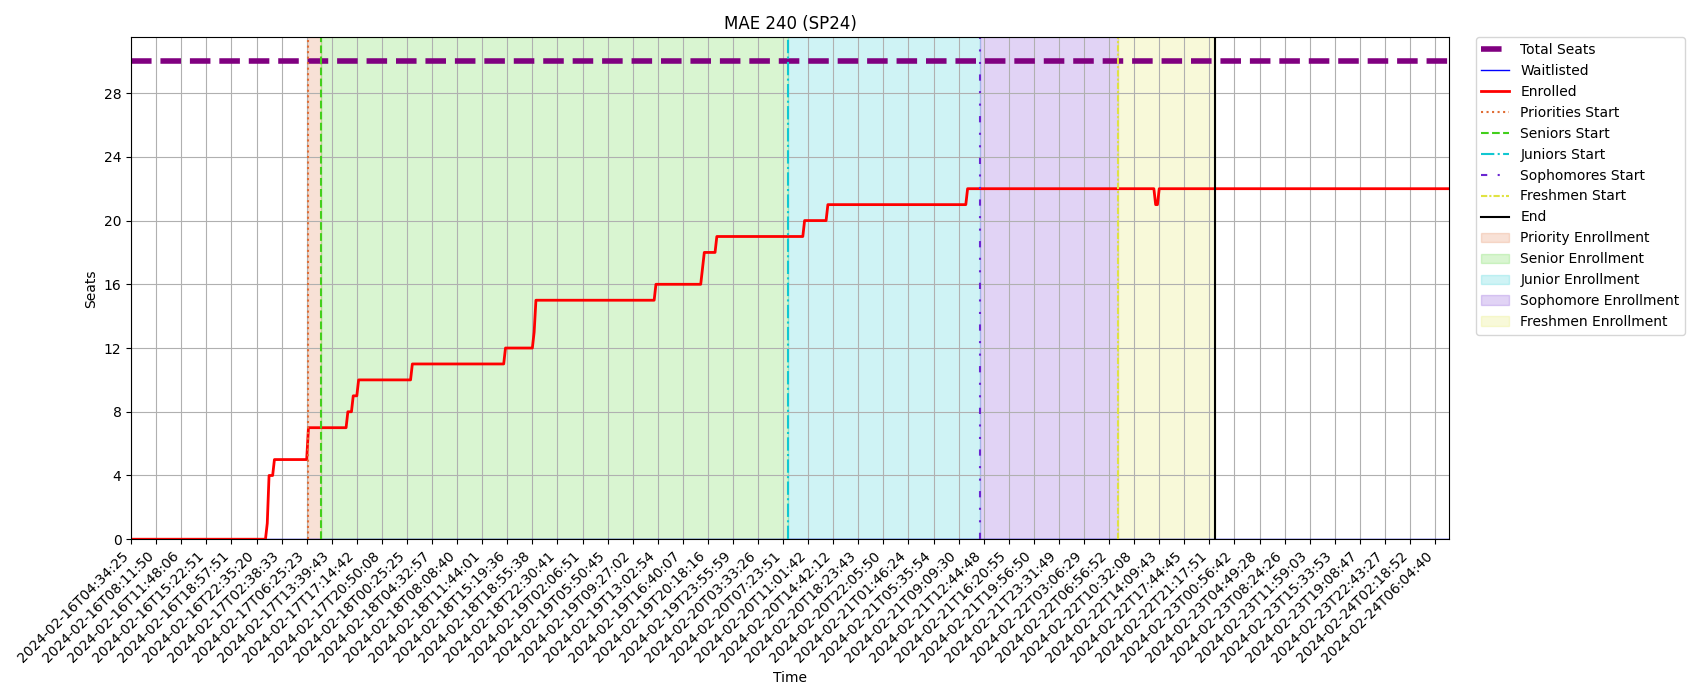 MAE 240 (SP24)
Total Seats
Waitlisted
Enrolled
Priorities Start
Seniors Start
Juniors Start
Sophomores Start
Freshmen Start
End
Priority Enrollment
Senior Enrollment
Junior Enrollment
Sophomore Enrollment
Freshmen Enrollment
Seats
28
24
20
16
12
8
4
0
2024-02-16T04:34:25
2024-02-16T08:11:50
2024-02-16T11:48:06
2024-02-16T15:22:51
2024-02-16T18:57:51
2024-02-16T22:35:20
2024-02-17T02:38:33
2024-02-17T06:25:23
2024-02-17T13:39:43
2024-02-17T17:14:42
2024-02-17T20:50:08
2024-02-18T00:25:25
2024-02-18T04:32:57
2024-02-18T08:08:40
2024-02-18T11:44:01
2024-02-18T15:19:36
2024-02-18T18:55:38
2024-02-18T22:30:41
2024-02-19T02:06:51
2024-02-19T05:50:45
2024-02-19T09:27:02
2024-02-19T13:02:54
2024-02-19T16:40:07
2024-02-19T20:18:16
2024-02-19T23:55:59
2024-02-20T03:33:26
2024-02-20T07:23:51
2024-02-20T11:01:42
2024-02-20T14:42:12
2024-02-20T18:23:43
2024-02-20T22:05:50
2024-02-21T01:46:24
2024-02-21T05:35:54
2024-02-21T09:09:30
2024-02-21T12:44:48
2024-02-21T16:20:55
2024-02-21T19:56:50
2024-02-21T23:31:49
2024-02-22T03:06:29
2024-02-22T06:56:52
2024-02-22T10:32:08
2024-02-22T14:09:43
2024-02-22T17:44:45
2024-02-22T21:17:51
2024-02-23T00:56:42
2024-02-23T04:49:28
2024-02-23T08:24:26
2024-02-23T11:59:03
2024-02-23T15:33:53
2024-02-23T19:08:47
2024-02-23T22:43:27
2024-02-24T02:18:52
2024-02-24T06:04:40
Time